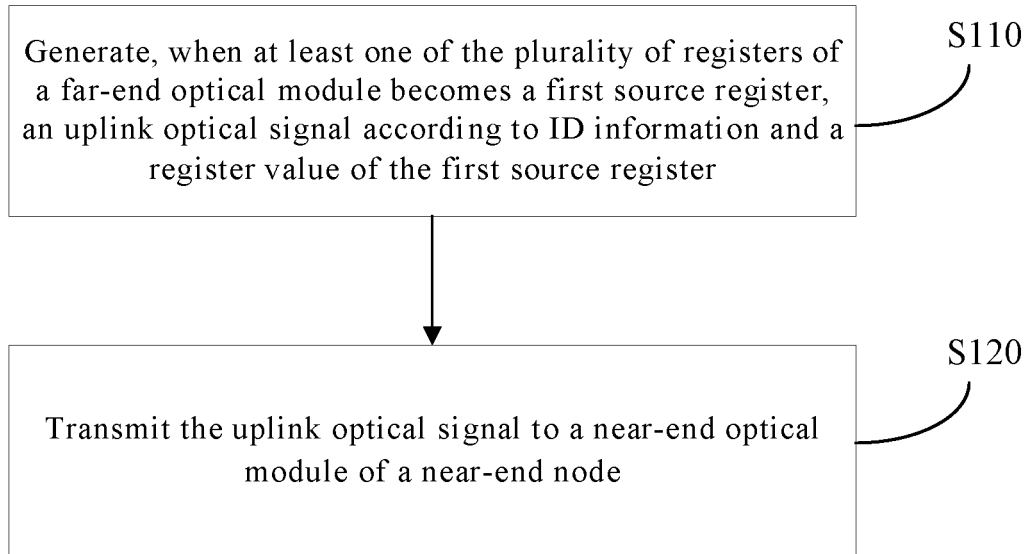 Generate, when at least one of the plurality of registers of
a far-end optical module becomes a first source register,
an uplink optical signal according to ID information and a
register value of the first source register
S110
Transmit the uplink optical signal to a near-end optical
module of a near-end node
S120